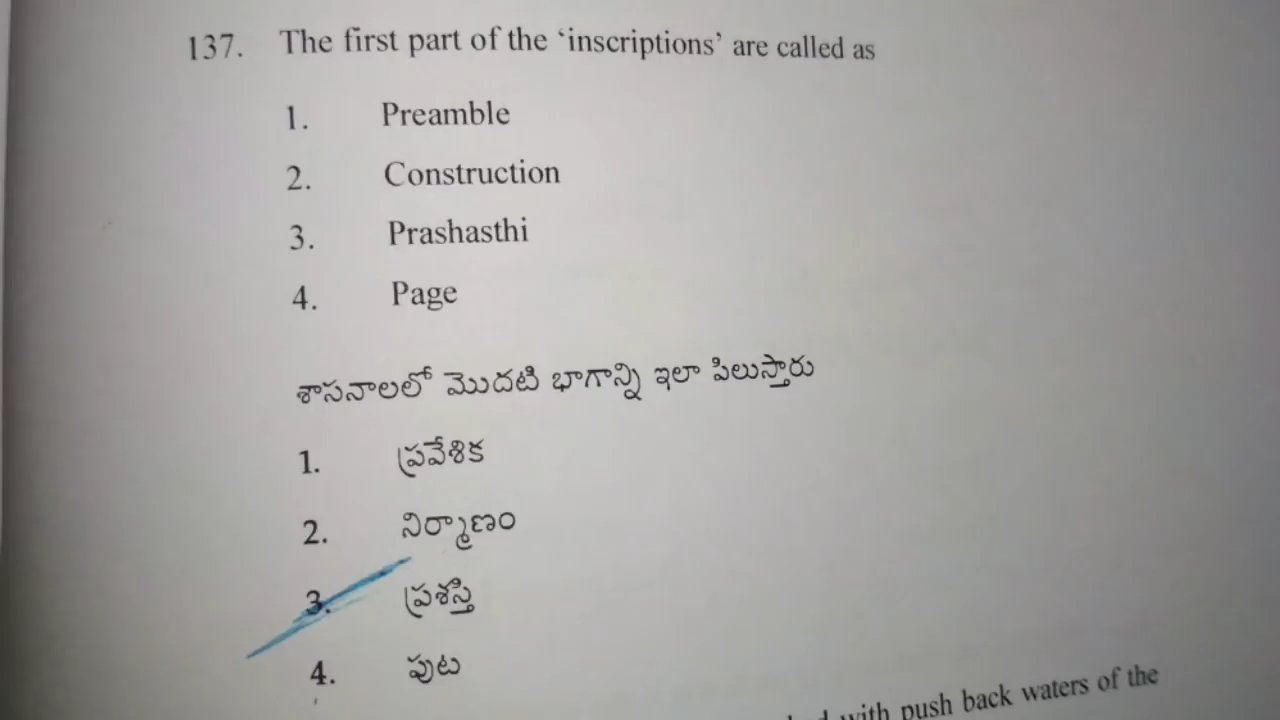 137. The first part of the ‘inscriptions’ are called as
1. Preamble
2. Construction
3. Prashasthi
4. Page
శాసనాలలో మొదటి భాగాన్ని ఇలా పిలుస్తారు
1. ప్రవేశిక
2. నిర్మాణం
3. ప్రశస్తి
4. పుట
with push back waters of the